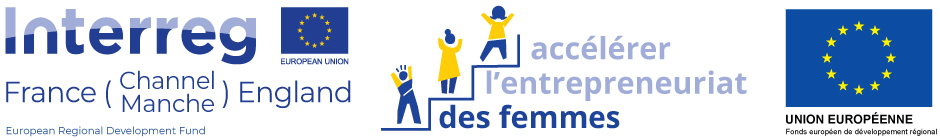 Interreg
EUROPEAN UNION
France ( Channel Manche ) England
European Regional Development Fund
accélérer
l'entrepreneuriat
des femmes
UNION EUROPÉENNE
Fonds européen de développement régional